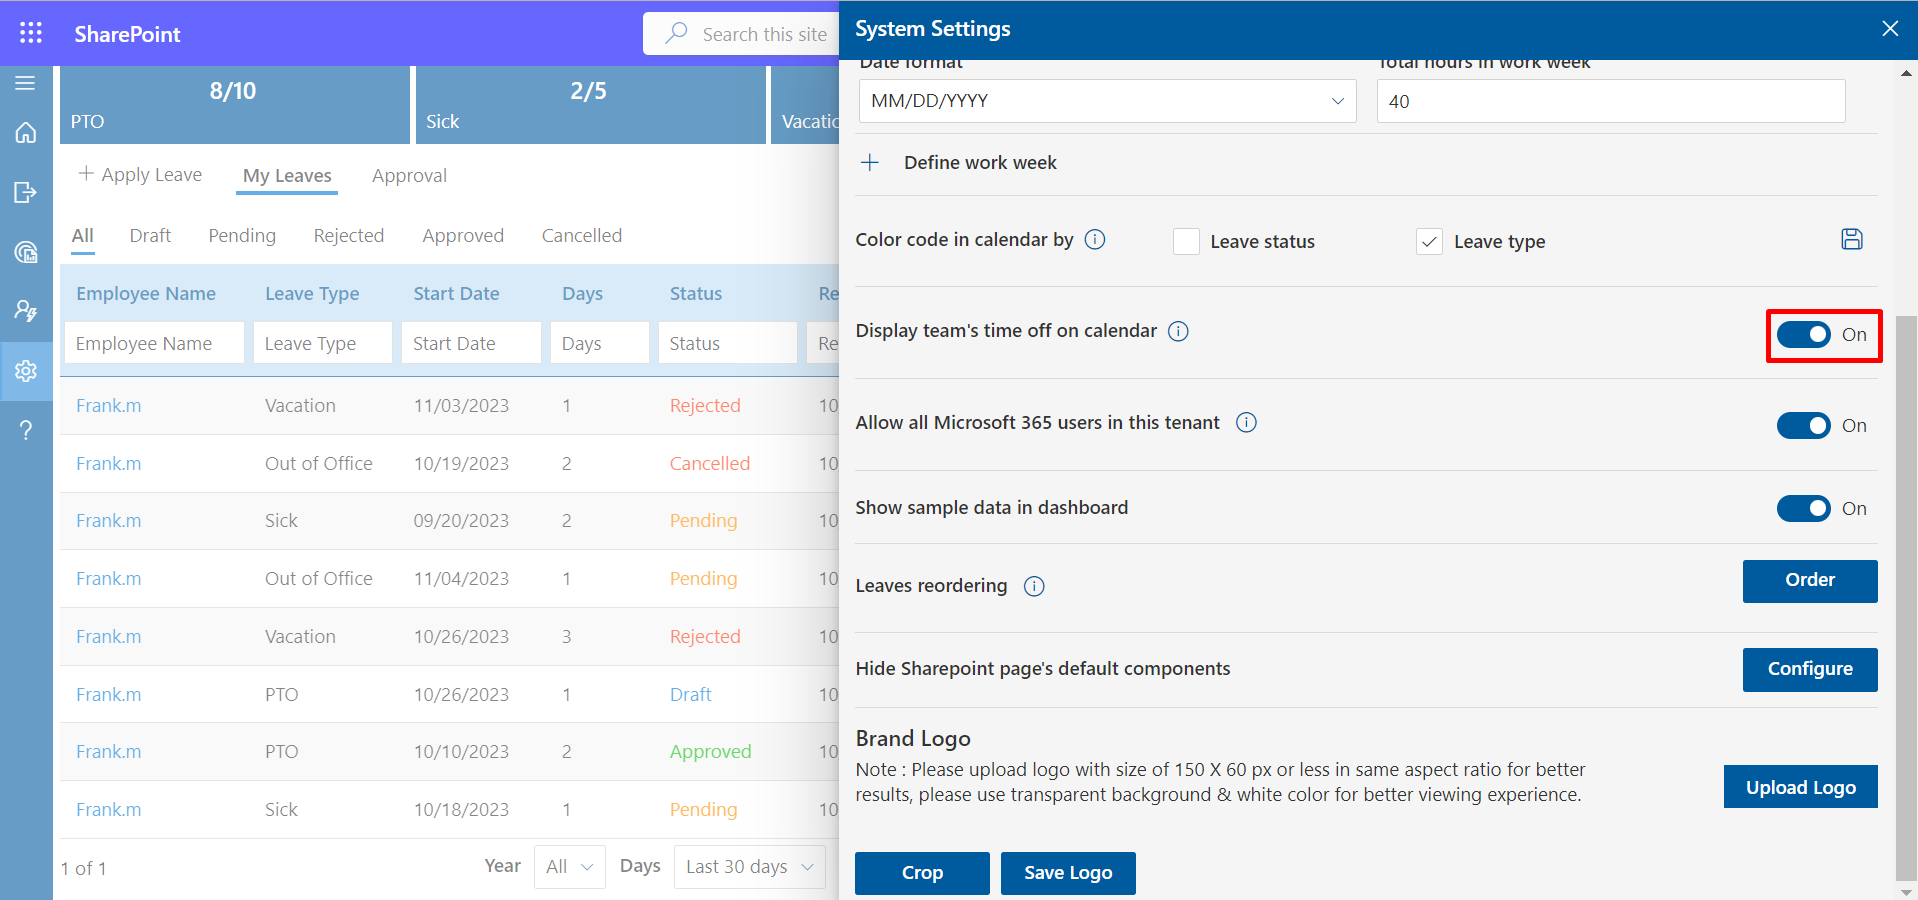 SharePoint
Search this site
System Settings
8/10
PTO
2/5
Sick
Vacatic
Date format
Total hours in work week
MM/DD/YYYY
40
+ Define work week
+ Apply Leave
My Leaves
Approval
All
Draft
Pending
Rejected
Approved
Cancelled
Color code in calendar by
Leave status
Leave type
Employee Name Leave Type Start Date Days Status Re
Employee Name Leave Type Start Date Days Status Re
Display team's time off on calendar
On
Frank.m Vacation 11/03/2023 1 Rejected 10
Frank.m Out of Office 10/19/2023 2 Cancelled 10
Frank.m Sick 09/20/2023 2 Pending 10
Frank.m Out of Office 11/04/2023 1 Pending 10
Frank.m Vacation 10/26/2023 3 Rejected 10
Frank.m PTO 10/26/2023 1 Draft 10
Frank.m PTO 10/10/2023 2 Approved 10
Frank.m Sick 10/18/2023 1 Pending 10
1 of 1
Year All Days Last 30 days
Allow all Microsoft 365 users in this tenant
On
Show sample data in dashboard
On
Leaves reordering
Order
Hide Sharepoint page's default components
Configure
Brand Logo
Note : Please upload logo with size of 150 X 60 px or less in same aspect ratio for better
results, please use transparent background & white color for better viewing experience.
Upload Logo
Crop
Save Logo